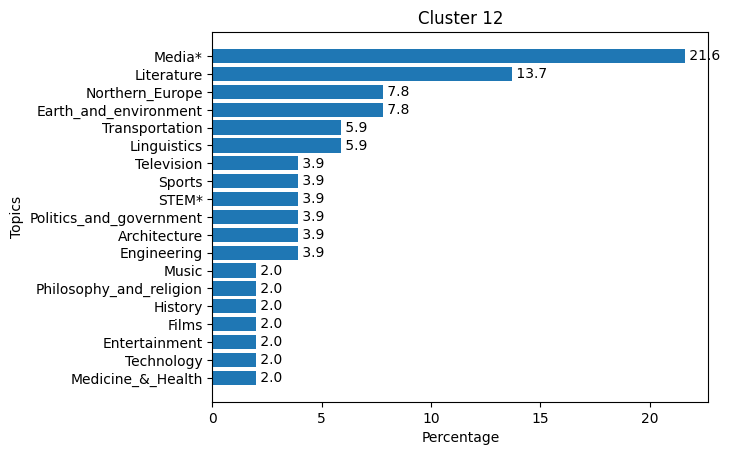 Cluster 12
Topics
Media* 21.6
Literature 13.7
Northern_Europe 7.8
Earth_and_environment 7.8
Transportation 5.9
Linguistics 5.9
Television 3.9
Sports 3.9
STEM* 3.9
Politics_and_government 3.9
Architecture 3.9
Engineering 3.9
Music 2.0
Philosophy_and_religion 2.0
History 2.0
Films 2.0
Entertainment 2.0
Technology 2.0
Medicine_&_Health 2.0
0 5 10 15 20
Percentage